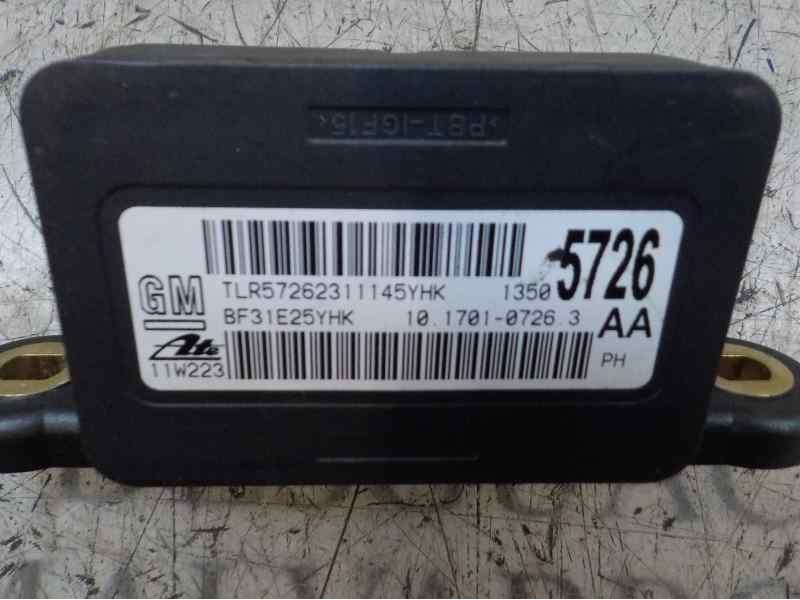 >PBT-IGF15<
GM
TLR57262311145YHK 1350 5726
BF31E25YHK 10.1701-0726.3 AA
Ate
11W223 PH